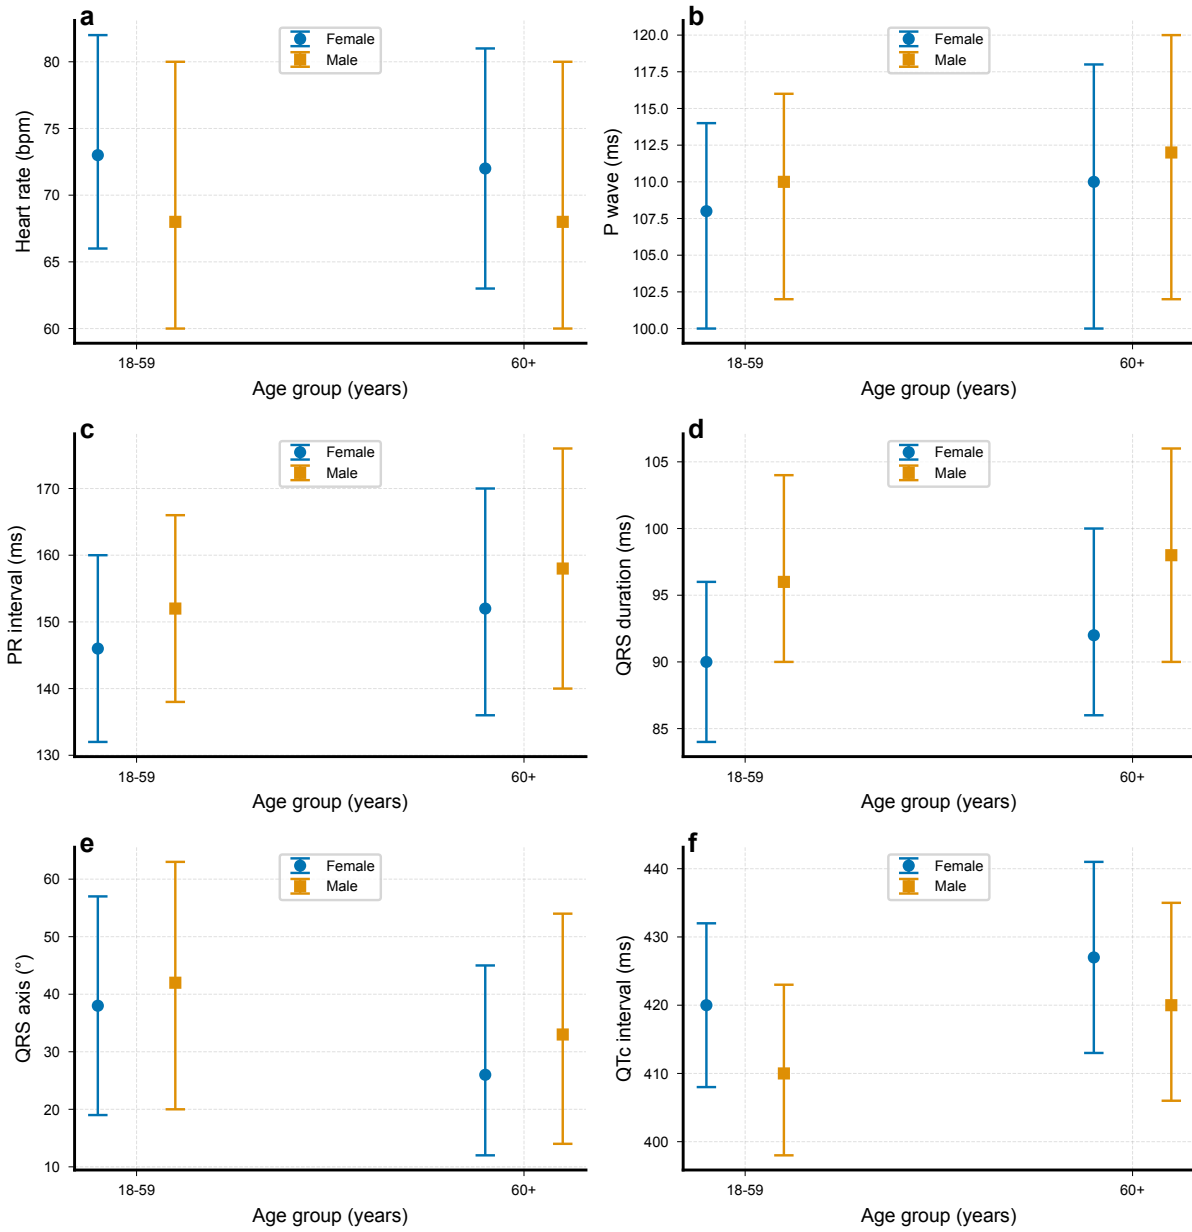 a
Female
Male
80
75
70
65
60
Heart rate (bpm)
18-59
60+
Age group (years)
b
Female
Male
120.0
117.5
115.0
112.5
110.0
107.5
105.0
102.5
100.0
P wave (ms)
18-59
60+
Age group (years)
c
Female
Male
170
160
150
140
130
PR interval (ms)
18-59
60+
Age group (years)
d
Female
Male
105
100
95
90
85
QRS duration (ms)
18-59
60+
Age group (years)
e
Female
Male
60
50
40
30
20
10
QRS axis (°)
18-59
60+
Age group (years)
f
Female
Male
440
430
420
410
400
QTc interval (ms)
18-59
60+
Age group (years)